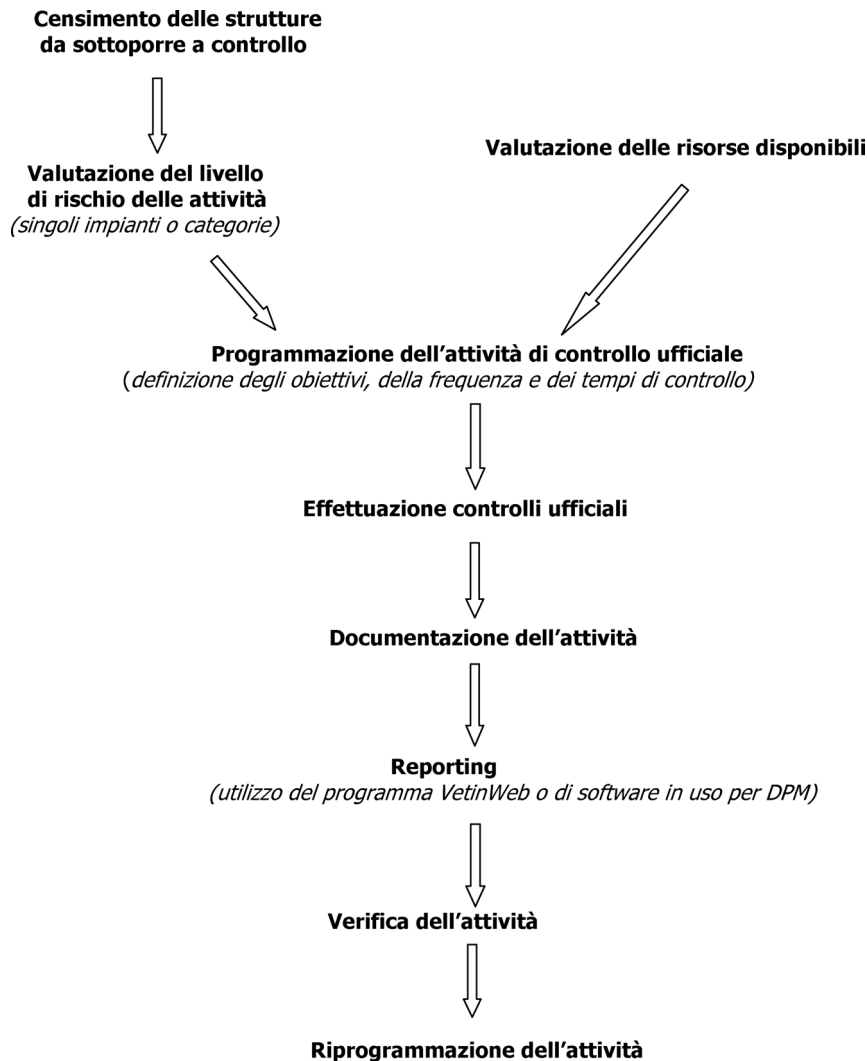 Censimento delle strutture
da sottoporre a controllo
Valutazione delle risorse disponibili
Valutazione del livello
di rischio delle attività
(singoli impianti o categorie)
Programmazione dell’attività di controllo ufficiale
(definizione degli obiettivi, della frequenza e dei tempi di controllo)
Effettuazione controlli ufficiali
Documentazione dell’attività
Reporting
(utilizzo del programma VetinWeb o di software in uso per DPM)
Verifica dell’attività
Riprogrammazione dell’attività